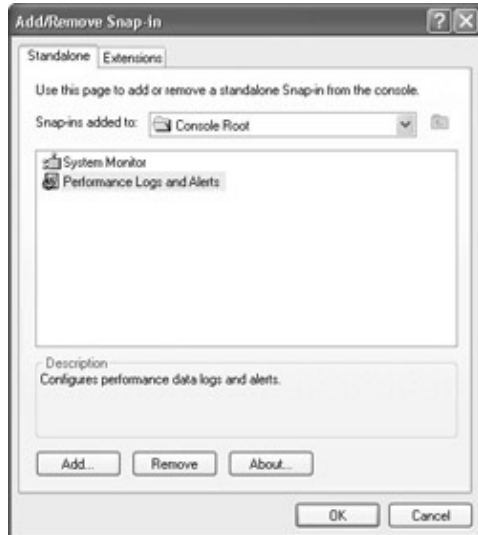 Add/Remove Snap-in
Standalone Extensions
Use this page to add or remove a standalone Snap-in from the console.
Snap-ins added to: Console Root
System Monitor
Performance Logs and Alerts
Description
Configures performance data logs and alerts.
Add... Remove About...
OK Cancel